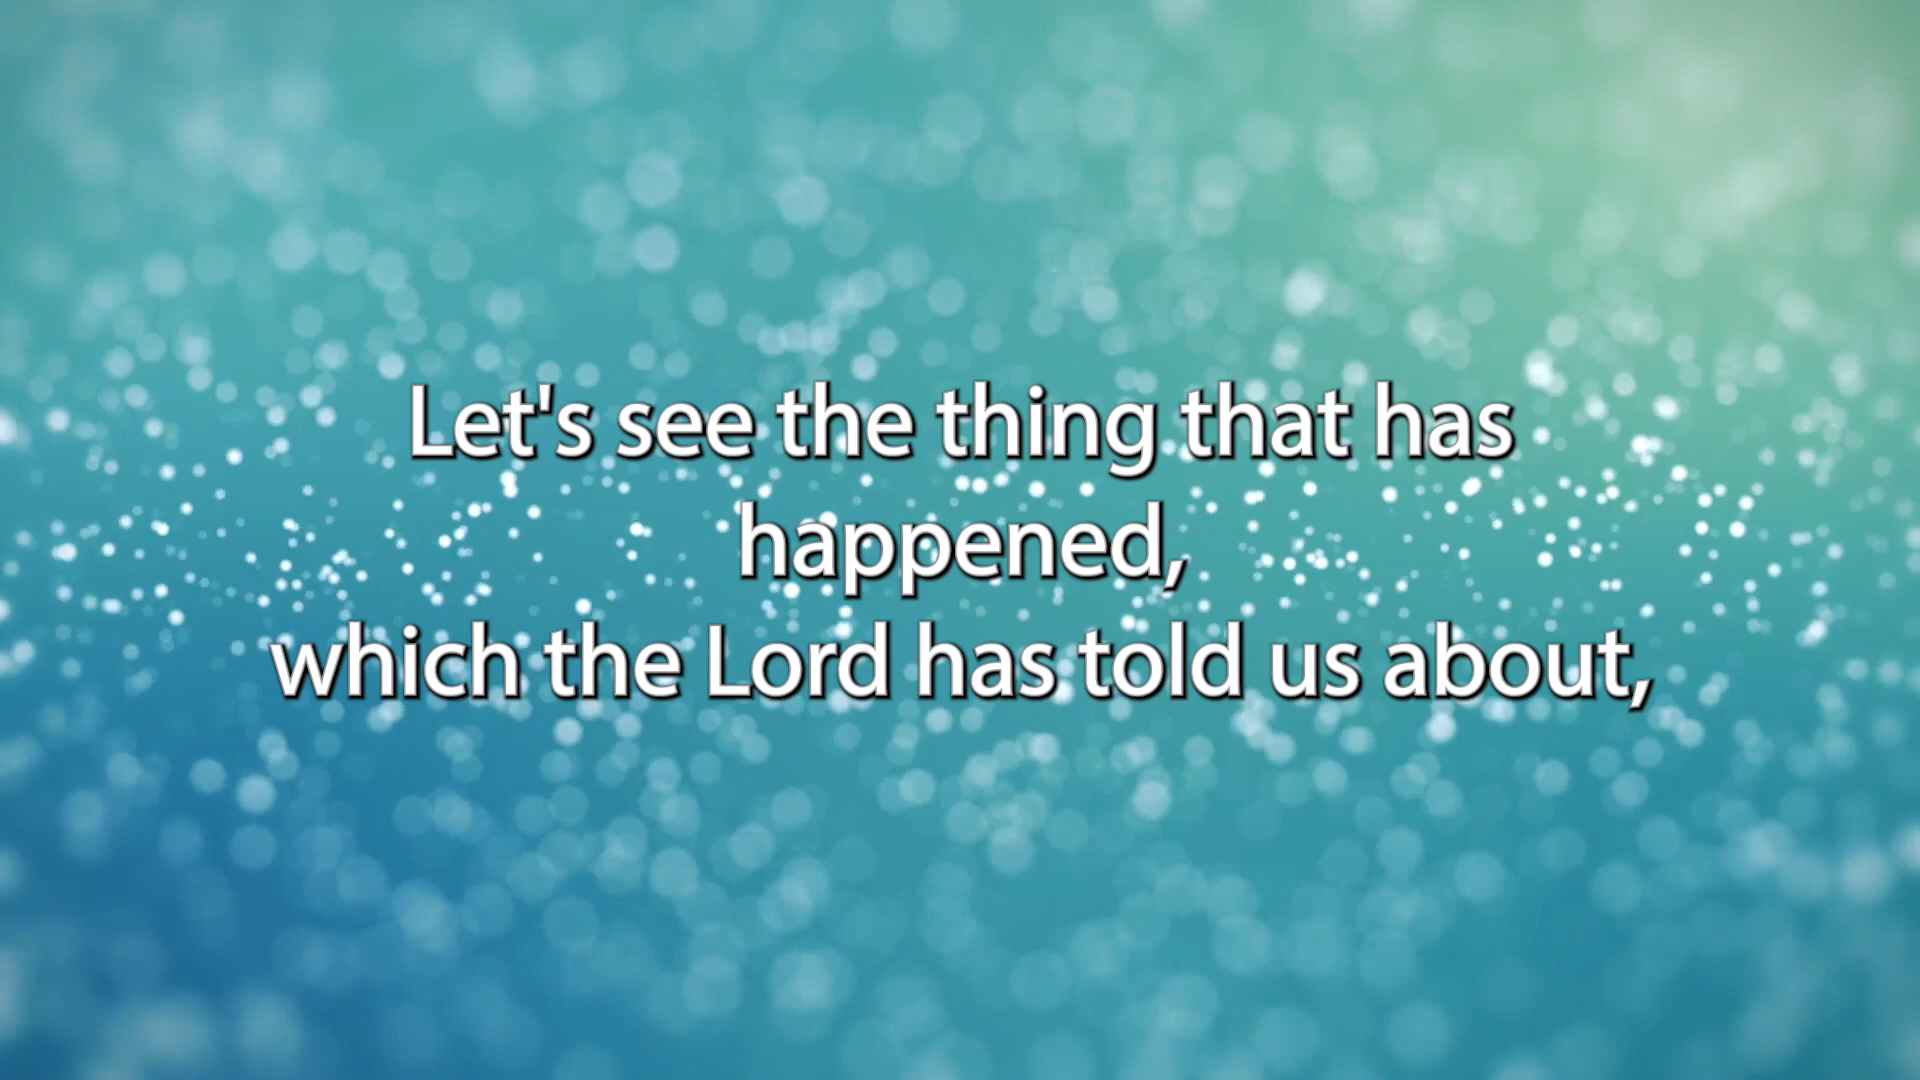 Let's see the thing that has
happened,
which the Lord has told us about,